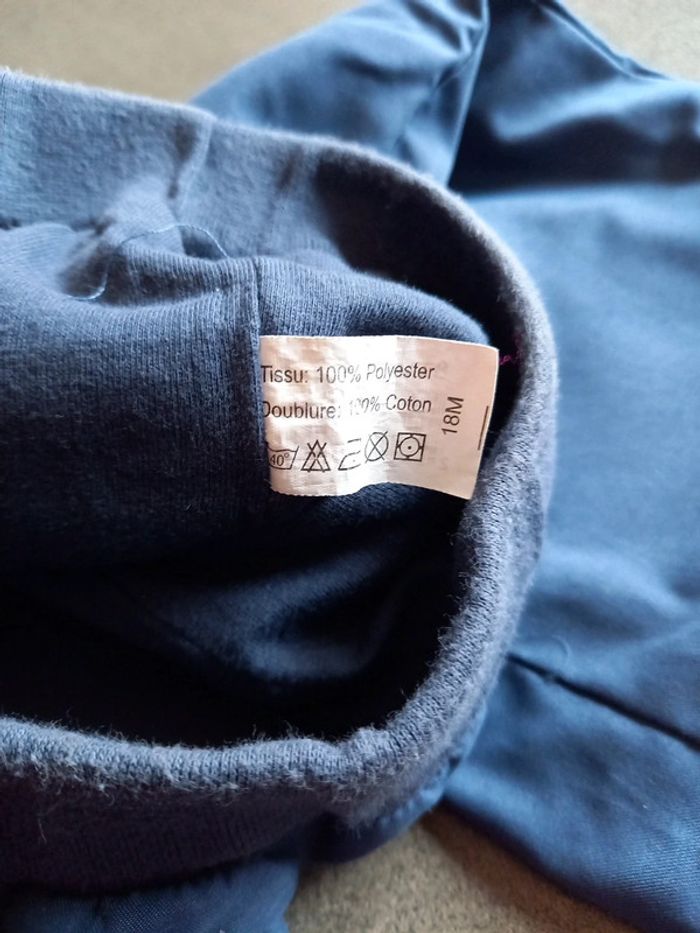 Tissu: 100% Polyester
Doublure: 100% Coton
18M
40°